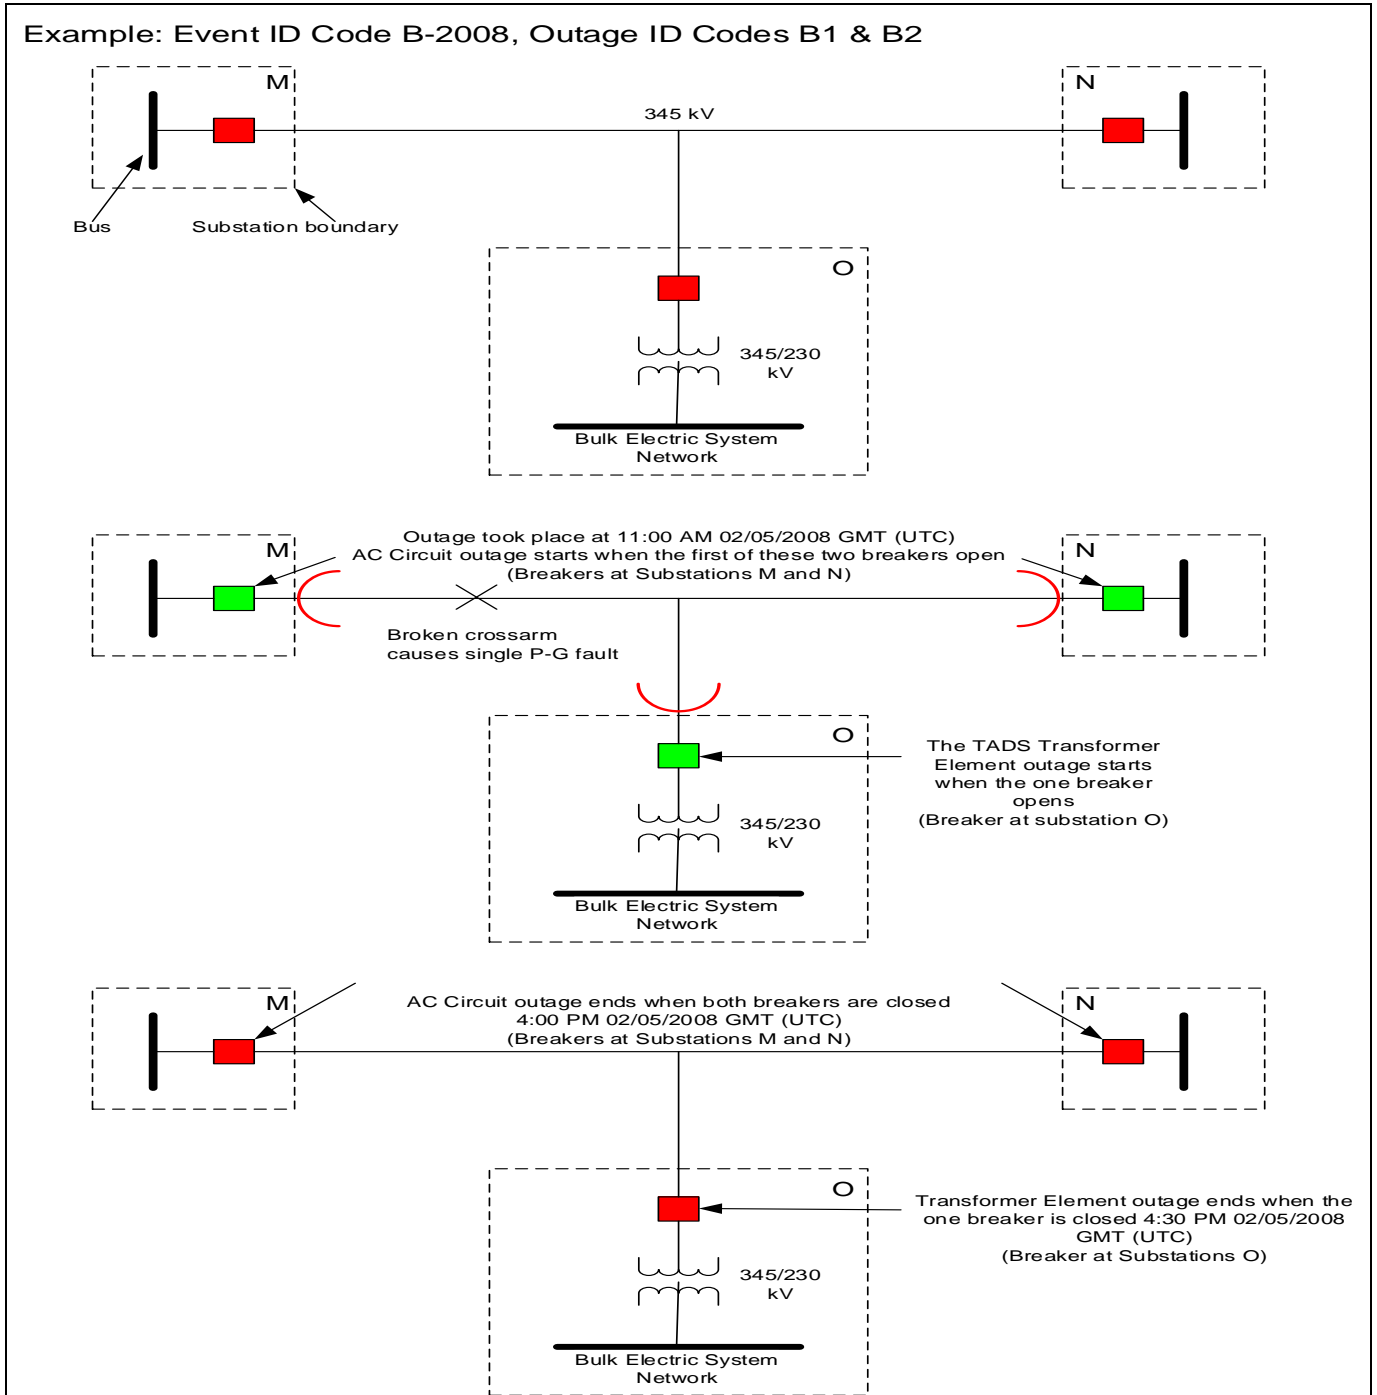 Example: Event ID Code B-2008, Outage ID Codes B1 & B2
M
N
345 kV
Bus
Substation boundary
O
345/230
kV
Bulk Electric System
Network
Outage took place at 11:00 AM 02/05/2008 GMT (UTC)
M
AC Circuit outage starts when the first of these two breakers open
N
(Breakers at Substations M and N)
Broken crossarm
causes single P-G fault
O
The TADS Transformer
Element outage starts
when the one breaker
opens
(Breaker at substation O)
345/230
kV
Bulk Electric System
Network
M
AC Circuit outage ends when both breakers are closed
N
4:00 PM 02/05/2008 GMT (UTC)
(Breakers at Substations M and N)
O
Transformer Element outage ends when the
one breaker is closed 4:30 PM 02/05/2008
GMT (UTC)
(Breaker at Substations O)
345/230
kV
Bulk Electric System
Network